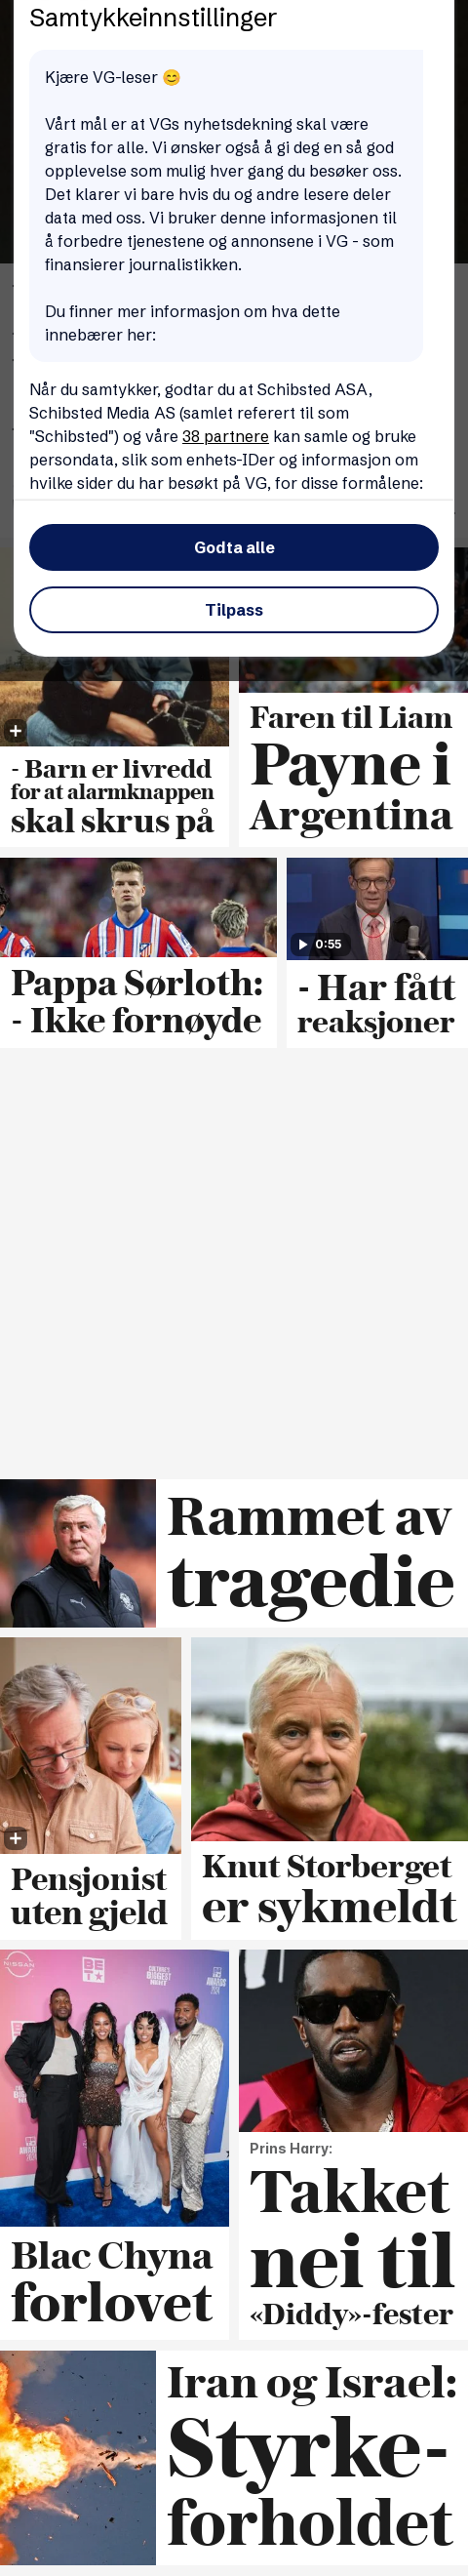 Samtykkeinnstillinger
Kjære VG-leser 😊
Vårt mål er at VGs nyhetsdekning skal være
gratis for alle. Vi ønsker også å gi deg en så god
opplevelse som mulig hver gang du besøker oss.
Det klarer vi bare hvis du og andre lesere deler
data med oss. Vi bruker denne informasjonen til
å forbedre tjenestene og annonsene i VG - som
finansierer journalistikken.
Du finner mer informasjon om hva dette
innebærer her:
Når du samtykker, godtar du at Schibsted ASA,
Schibsted Media AS (samlet referert til som
"Schibsted") og våre 38 partnere kan samle og bruke
persondata, slik som enhets-IDer og informasjon om
hvilke sider du har besøkt på VG, for disse formålene:
Godta alle
Tilpass
- Barn er livredd
for at alarmknappen
skal skrus på
Faren til Liam
Payne i
Argentina
Pappa Sørloth:
- Ikke fornøyde
0:55
- Har fått
reaksjoner
Rammet av
tragedie
Pensjonist
uten gjeld
Knut Storberget
er sykmeldt
NISSAN
BET
CULTURE'S
BIGGEST
NIGHT
AWARDS
Blac Chyna
forlovet
Prins Harry:
Takket
nei til
«Diddy»-fester
Iran og Israel:
Styrke-
forholdet